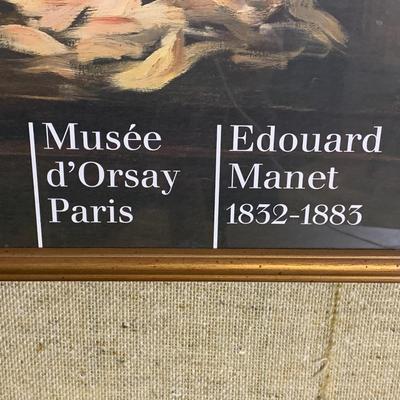 Musée
d'Orsay
Paris
Edouard
Manet
1832-1883